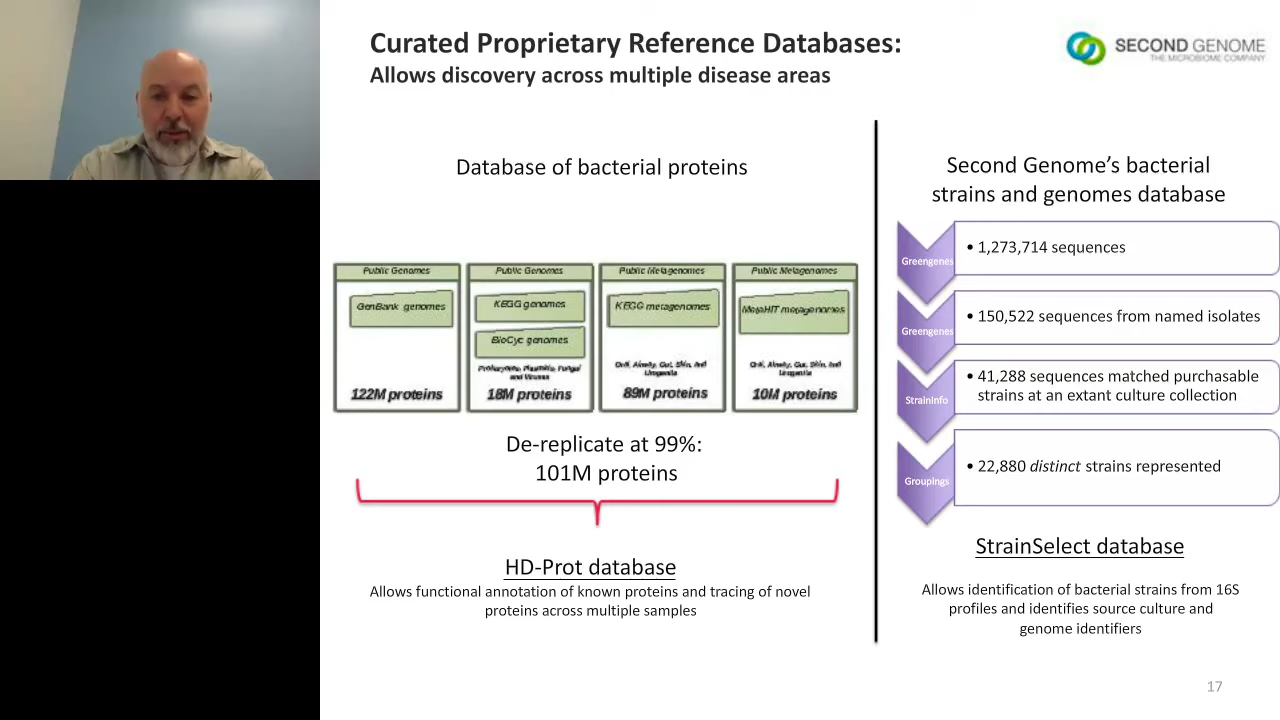 Curated Proprietary Reference Databases:
Allows discovery across multiple disease areas
SECOND GENOME
THE MICROBIOME COMPANY
Database of bacterial proteins
Public Genomes
GenBank genomes
122M proteins
Public Genomes
KEGG genomes
BioCyc genomes
Prokaryotes, Plasmids, Fungal
and Viruses
18M proteins
Public Metagenomes
KEGG metagenomes
Oral, Airway, Gut, Skin, and
Urogenital
89M proteins
Public Metagenomes
MetaHIT metagenomes
Oral, Airway, Gut, Skin, and
Urogenital
10M proteins
De-replicate at 99%:
101M proteins
HD-Prot database
Allows functional annotation of known proteins and tracing of novel
proteins across multiple samples
Second Genome’s bacterial
strains and genomes database
Greengenes
• 1,273,714 sequences
Greengenes
• 150,522 sequences from named isolates
StrainInfo
• 41,288 sequences matched purchasable
strains at an extant culture collection
Groupings
• 22,880 distinct strains represented
StrainSelect database
Allows identification of bacterial strains from 16S
profiles and identifies source culture and
genome identifiers
17